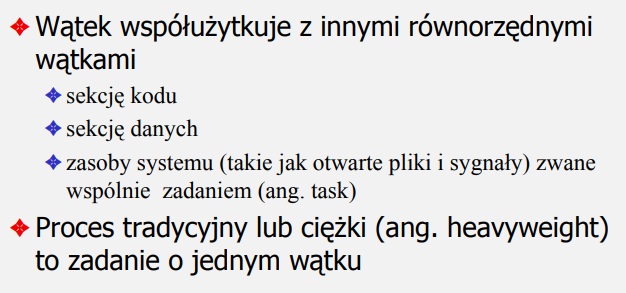 Wątek współużytkuje z innymi równorzędnymi
wątkami
sekcję kodu
sekcję danych
zasoby systemu (takie jak otwarte pliki i sygnały) zwane
wspólnie zadaniem (ang. task)
Proces tradycyjny lub ciężki (ang. heavyweight)
to zadanie o jednym wątku